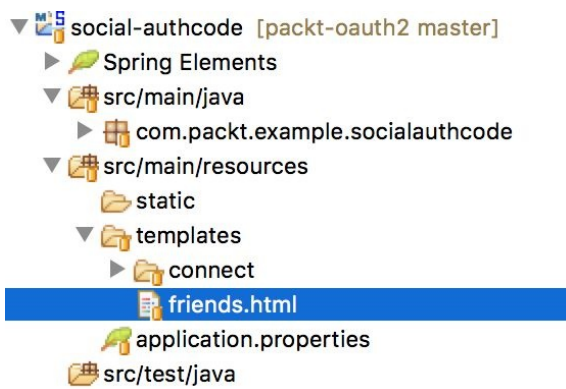 social-authcode [packt-oauth2 master]
Spring Elements
src/main/java
com.packt.example.socialauthcode
src/main/resources
static
templates
connect
friends.html
application.properties
src/test/java